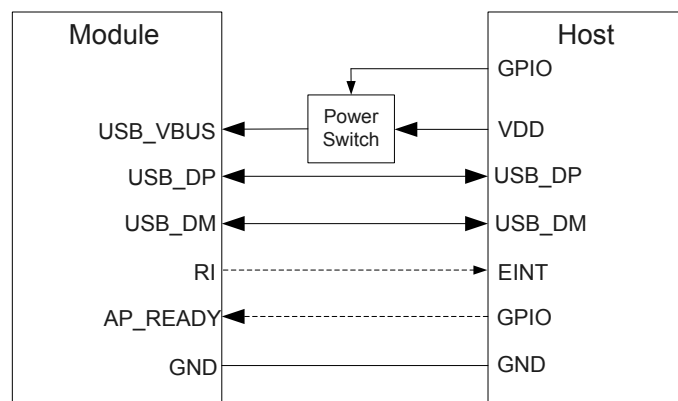 Module
Host
GPIO
Power
Switch
USB_VBUS
VDD
USB_DP
USB_DP
USB_DM
USB_DM
RI
EINT
AP_READY
GPIO
GND
GND